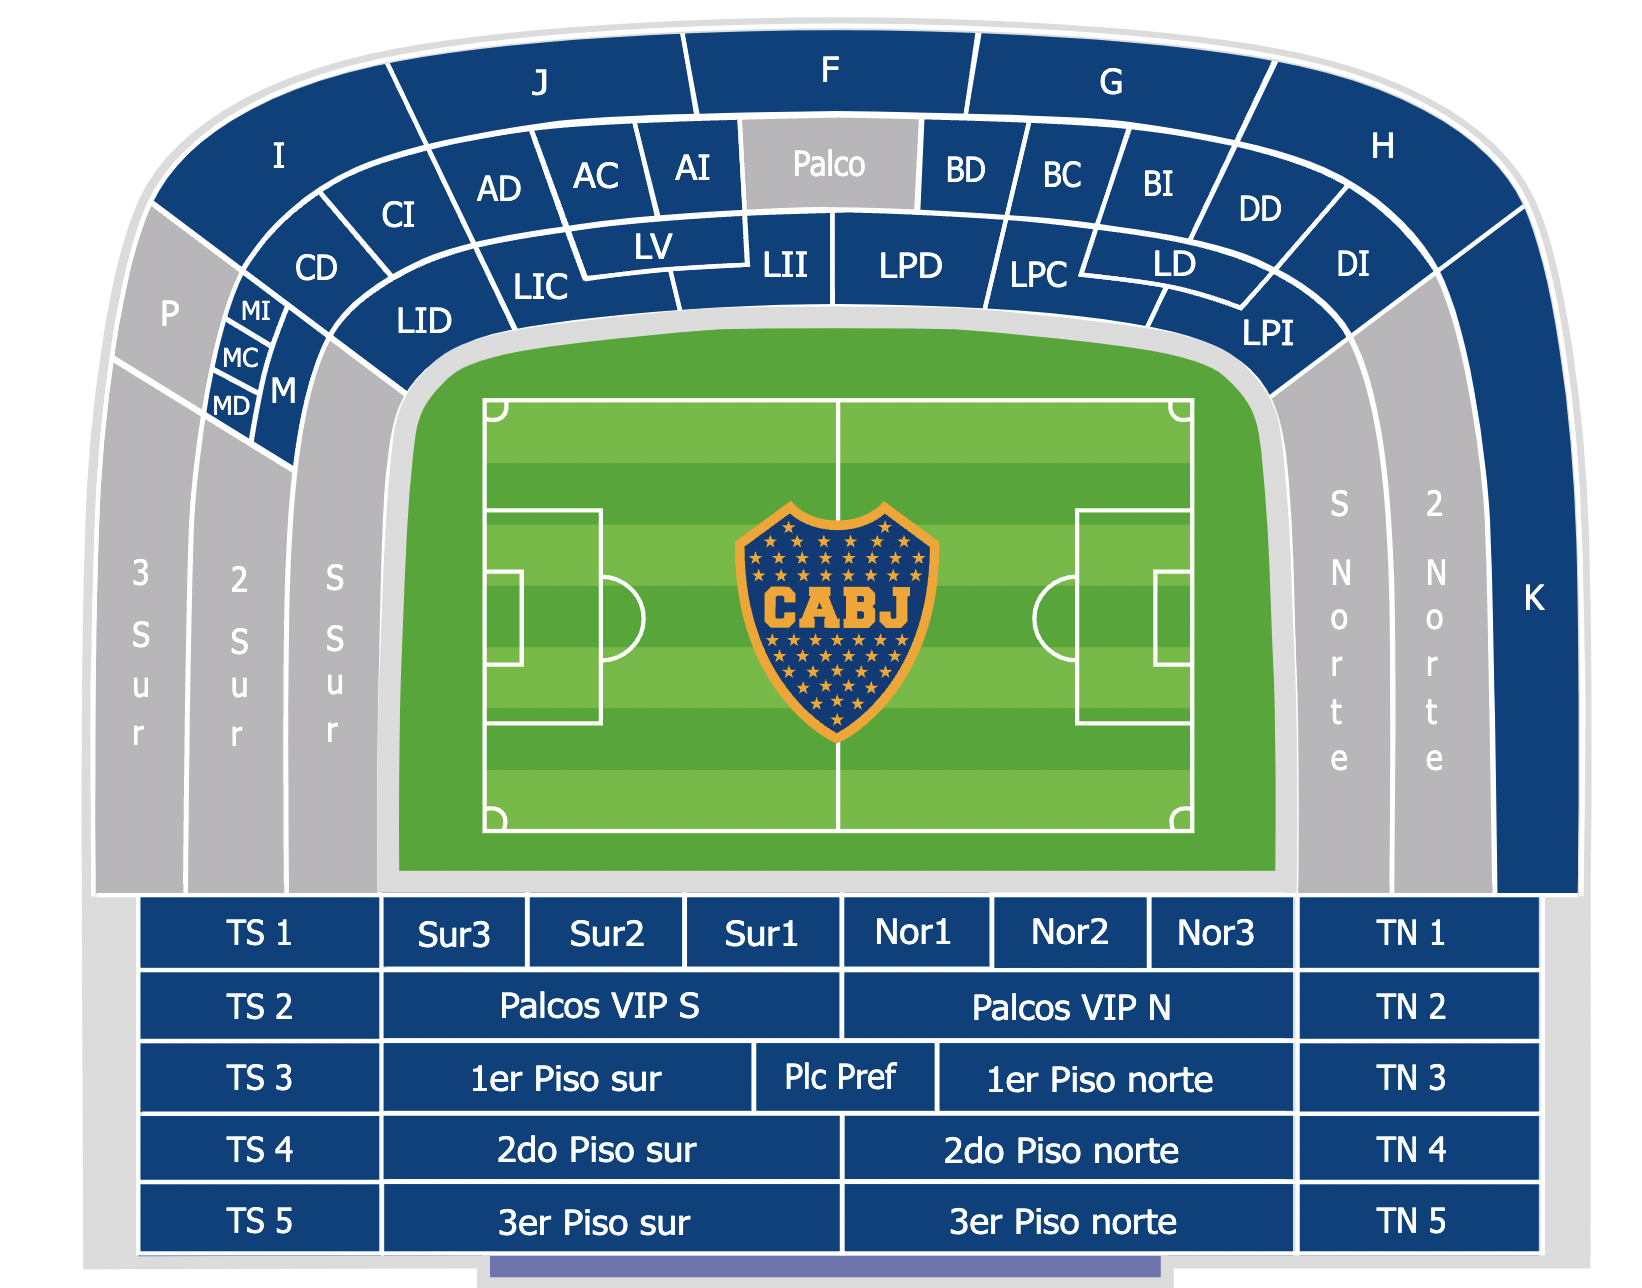 F
J
G
I
H
Palco
AI
BD
AC
BC
AD
BI
CI
DD
CD
DI
LV
LII
LPD
LD
LIC
LPC
P
MI
LID
LPI
MC
M
MD
3 Sur
2 Sur
S Sur
CABJ
S Norte
2 Norte
K
TS 1 Sur3 Sur2 Sur1 Nor1 Nor2 Nor3 TN 1
TS 2 Palcos VIP S Palcos VIP N TN 2
TS 3 1er Piso sur Plc Pref 1er Piso norte TN 3
TS 4 2do Piso sur 2do Piso norte TN 4
TS 5 3er Piso sur 3er Piso norte TN 5